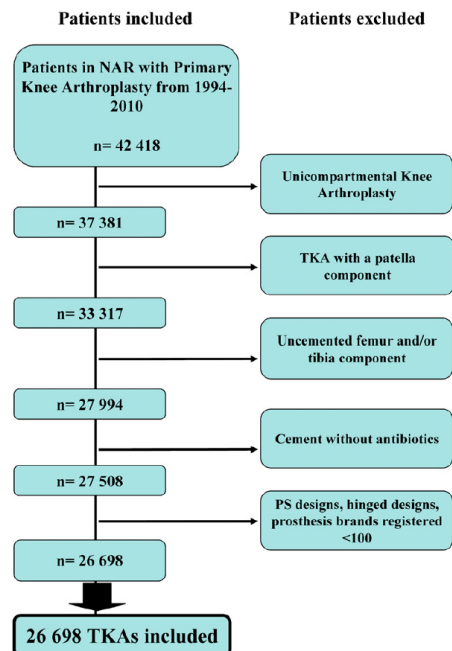 Patients included
Patients excluded
Patients in NAR with Primary
Knee Arthroplasty from 1994-
2010
n= 42 418
Unicompartmental Knee
Arthroplasty
n= 37 381
TKA with a patella
component
n= 33 317
Uncemented femur and/or
tibia component
n= 27 994
Cement without antibiotics
n= 27 508
PS designs, hinged designs,
prosthesis brands registered
<100
n= 26 698
26 698 TKAs included